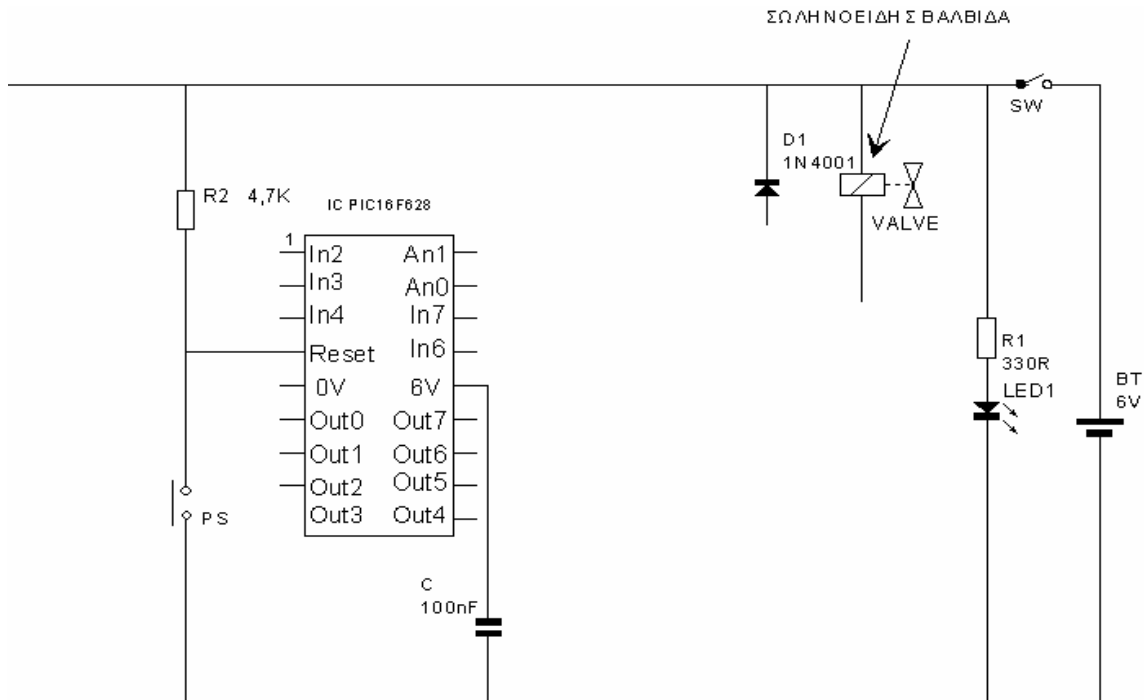 ΣΩΛΗΝΟΕΙΔΗΣ ΒΑΛΒΙΔΑ
SW
D1
1N4001
R2 4,7K
IC PIC16F628
VALVE
1
In2 An1
In3 An0
In4 In7
Reset In6
0V 6V
Out0 Out7
Out1 Out6
Out2 Out5
Out3 Out4
R1
330R
LED1
BT
6V
PS
C
100nF